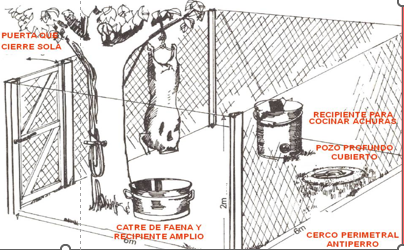 PUERTA QUE
CIERRE SOLA
RECIPIENTE PARA
COCINAR ACHURAS
POZO PROFUNDO
CUBIERTO
2m
CATRE DE FAENA Y
RECIPIENTE AMPLIO
6m
6m
CERCO PERIMETRAL
ANTIPERRO